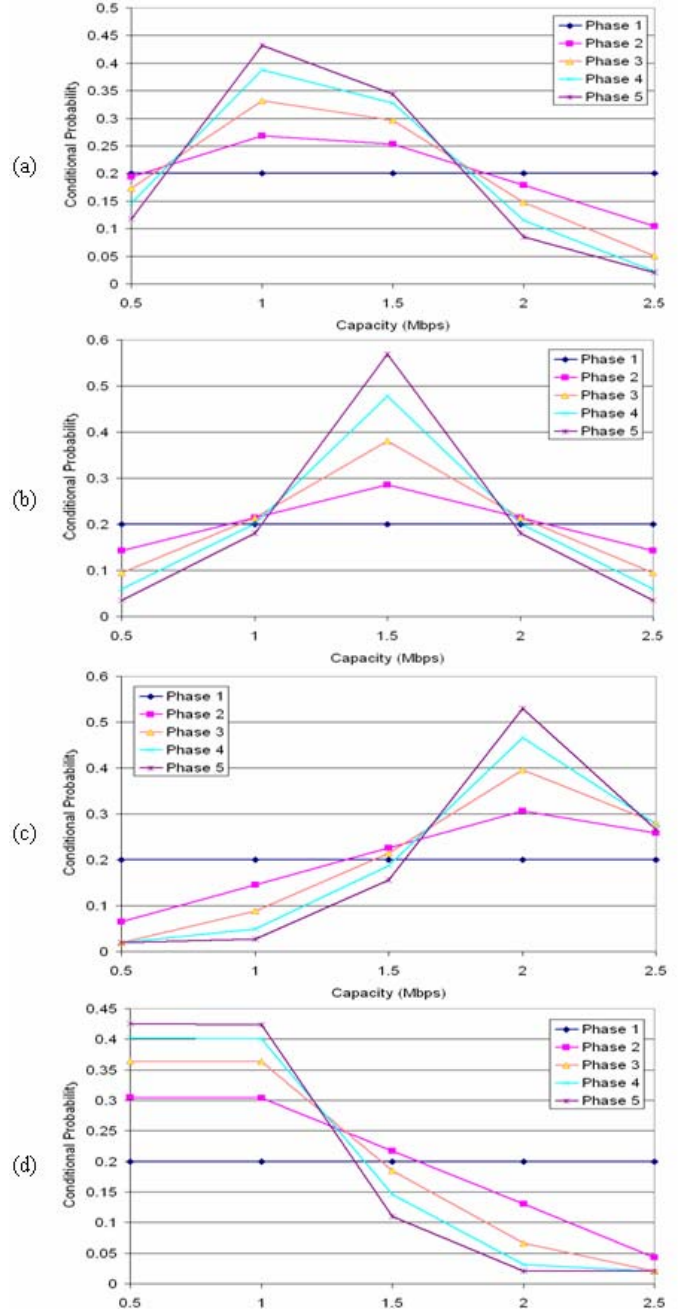 (a)
Conditional Probability
0.5
0.45
0.4
0.35
0.3
0.25
0.2
0.15
0.1
0.05
0
Phase 1
Phase 2
Phase 3
Phase 4
Phase 5
0.5 1 1.5 2 2.5
Capacity (Mbps)
(b)
Conditional Probability
0.6
0.5
0.4
0.3
0.2
0.1
0
Phase 1
Phase 2
Phase 3
Phase 4
Phase 5
0.5 1 1.5 2 2.5
Capacity (Mbps)
(c)
Conditional Probability
0.6
0.5
0.4
0.3
0.2
0.1
0
Phase 1
Phase 2
Phase 3
Phase 4
Phase 5
0.5 1 1.5 2 2.5
Capacity (Mbps)
(d)
Conditional Probability
0.45
0.4
0.35
0.3
0.25
0.2
0.15
0.1
0.05
0
Phase 1
Phase 2
Phase 3
Phase 4
Phase 5
0.5 1 1.5 2 2.5